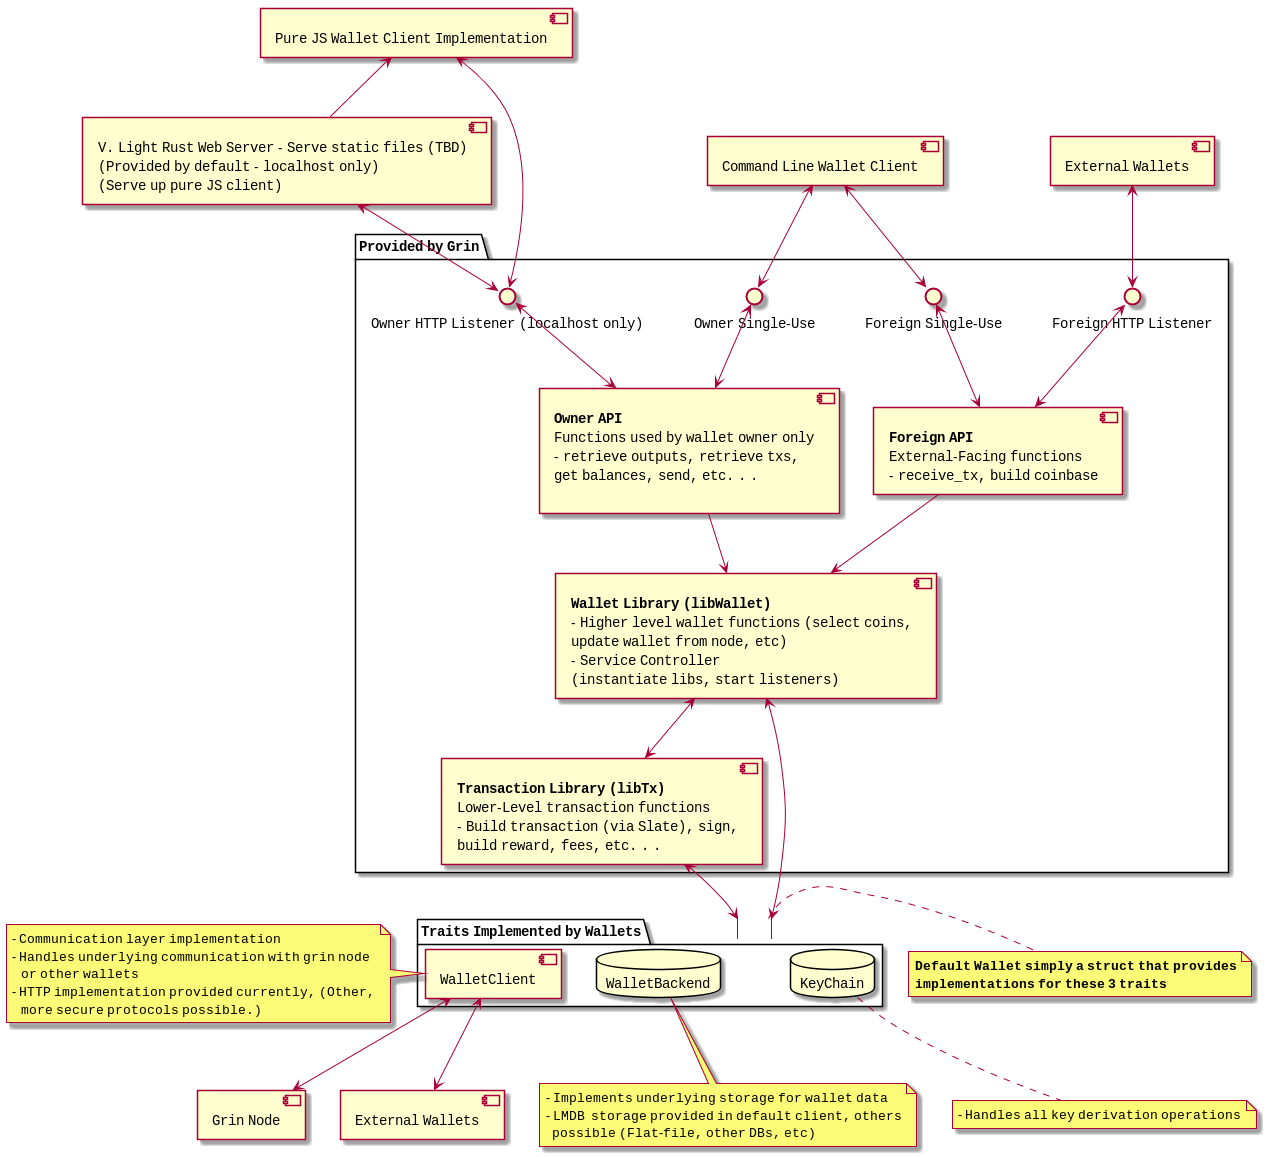 Pure JS Wallet Client Implementation
V. Light Rust Web Server - Serve static files (TBD)
(Provided by default - localhost only)
(Serve up pure JS client)
Command Line Wallet Client
External Wallets
Provided by Grin
Owner HTTP Listener (localhost only)
Owner Single-Use
Foreign Single-Use
Foreign HTTP Listener
Owner API
Functions used by wallet owner only
- retrieve outputs, retrieve txs,
get balances, send, etc. . .
Foreign API
External-Facing functions
- receive_tx, build coinbase
Wallet Library (libWallet)
- Higher level wallet functions (select coins,
update wallet from node, etc)
- Service Controller
(instantiate libs, start listeners)
Transaction Library (libTx)
Lower-Level transaction functions
- Build transaction (via Slate), sign,
build reward, fees, etc. . .
- Communication layer implementation
- Handles underlying communication with grin node
or other wallets
- HTTP implementation provided currently, (Other,
more secure protocols possible.)
Traits Implemented by Wallets
WalletClient
WalletBackend
KeyChain
Default Wallet simply a struct that provides
implementations for these 3 traits
Grin Node
External Wallets
- Implements underlying storage for wallet data
- LMDB storage provided in default client, others
possible (Flat-file, other DBs, etc)
- Handles all key derivation operations